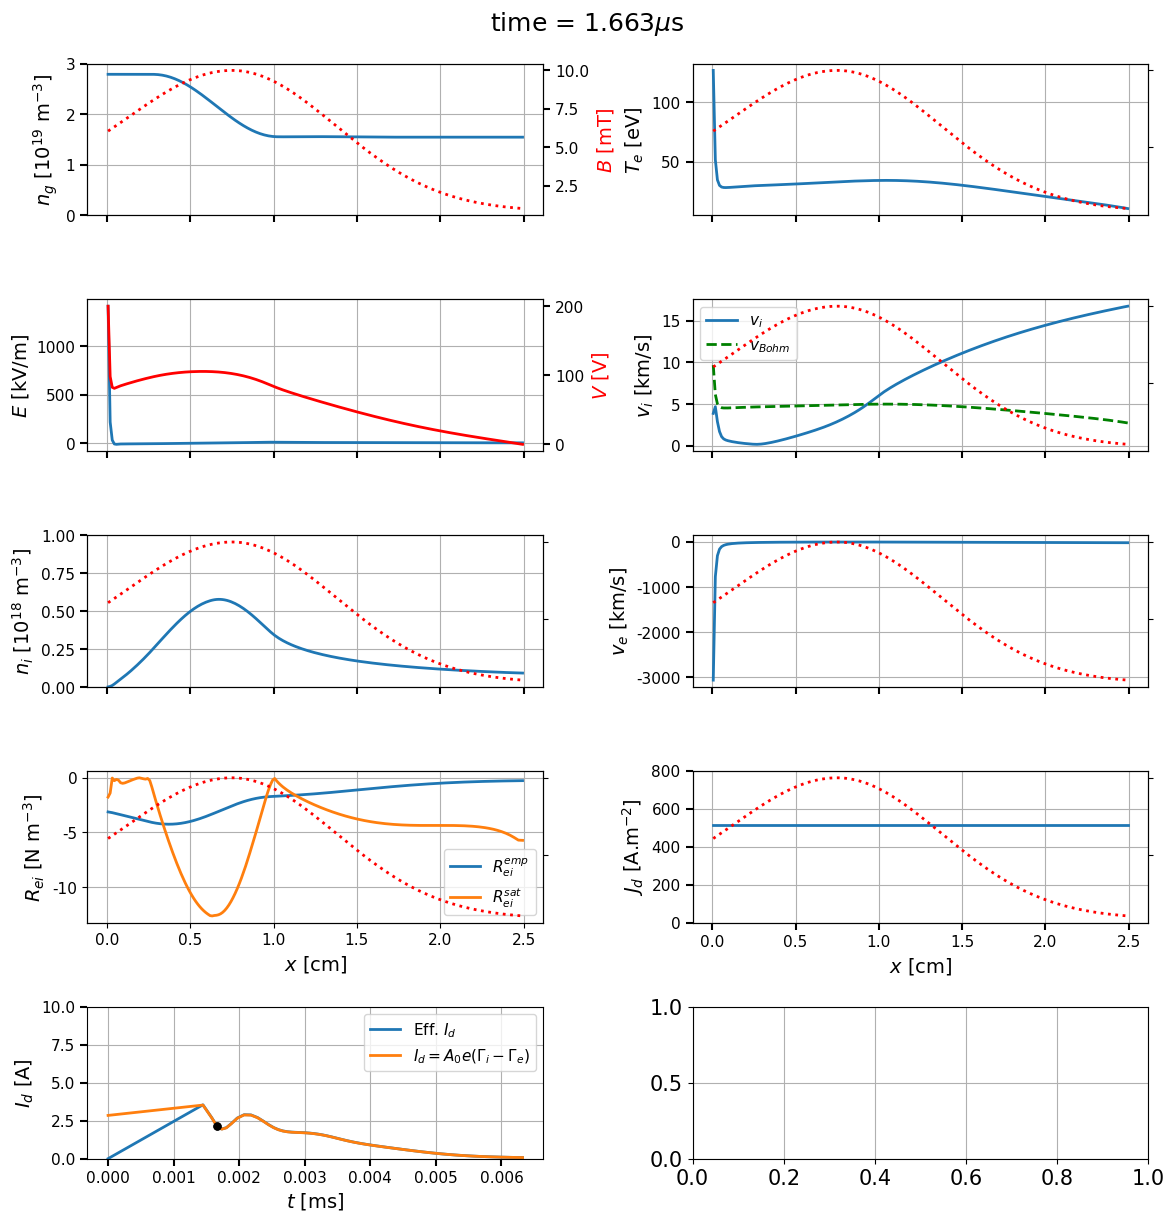 time = 1.663μs
3
2
1
0
n_g [10^19 m^−3]
10.0
7.5
5.0
2.5
B [mT]
100
50
T_e [eV]
1000
500
0
E [kV/m]
200
100
0
V [V]
15
10
5
0
v_i [km/s]
v_i
v_Bohm
1.00
0.75
0.50
0.25
0.00
n_i [10^18 m^−3]
0
-1000
-2000
-3000
v_e [km/s]
0
-5
-10
R_ei [N m^−3]
R_ei^emp
R_ei^sat
0.0 0.5 1.0 1.5 2.0 2.5
x [cm]
800
600
400
200
0
J_d [A.m^−2]
0.0 0.5 1.0 1.5 2.0 2.5
x [cm]
10.0
7.5
5.0
2.5
0.0
I_d [A]
Eff. I_d
I_d = A_0e(Γ_i − Γ_e)
0.000 0.001 0.002 0.003 0.004 0.005 0.006
t [ms]
1.0
0.5
0.0
0.0 0.2 0.4 0.6 0.8 1.0